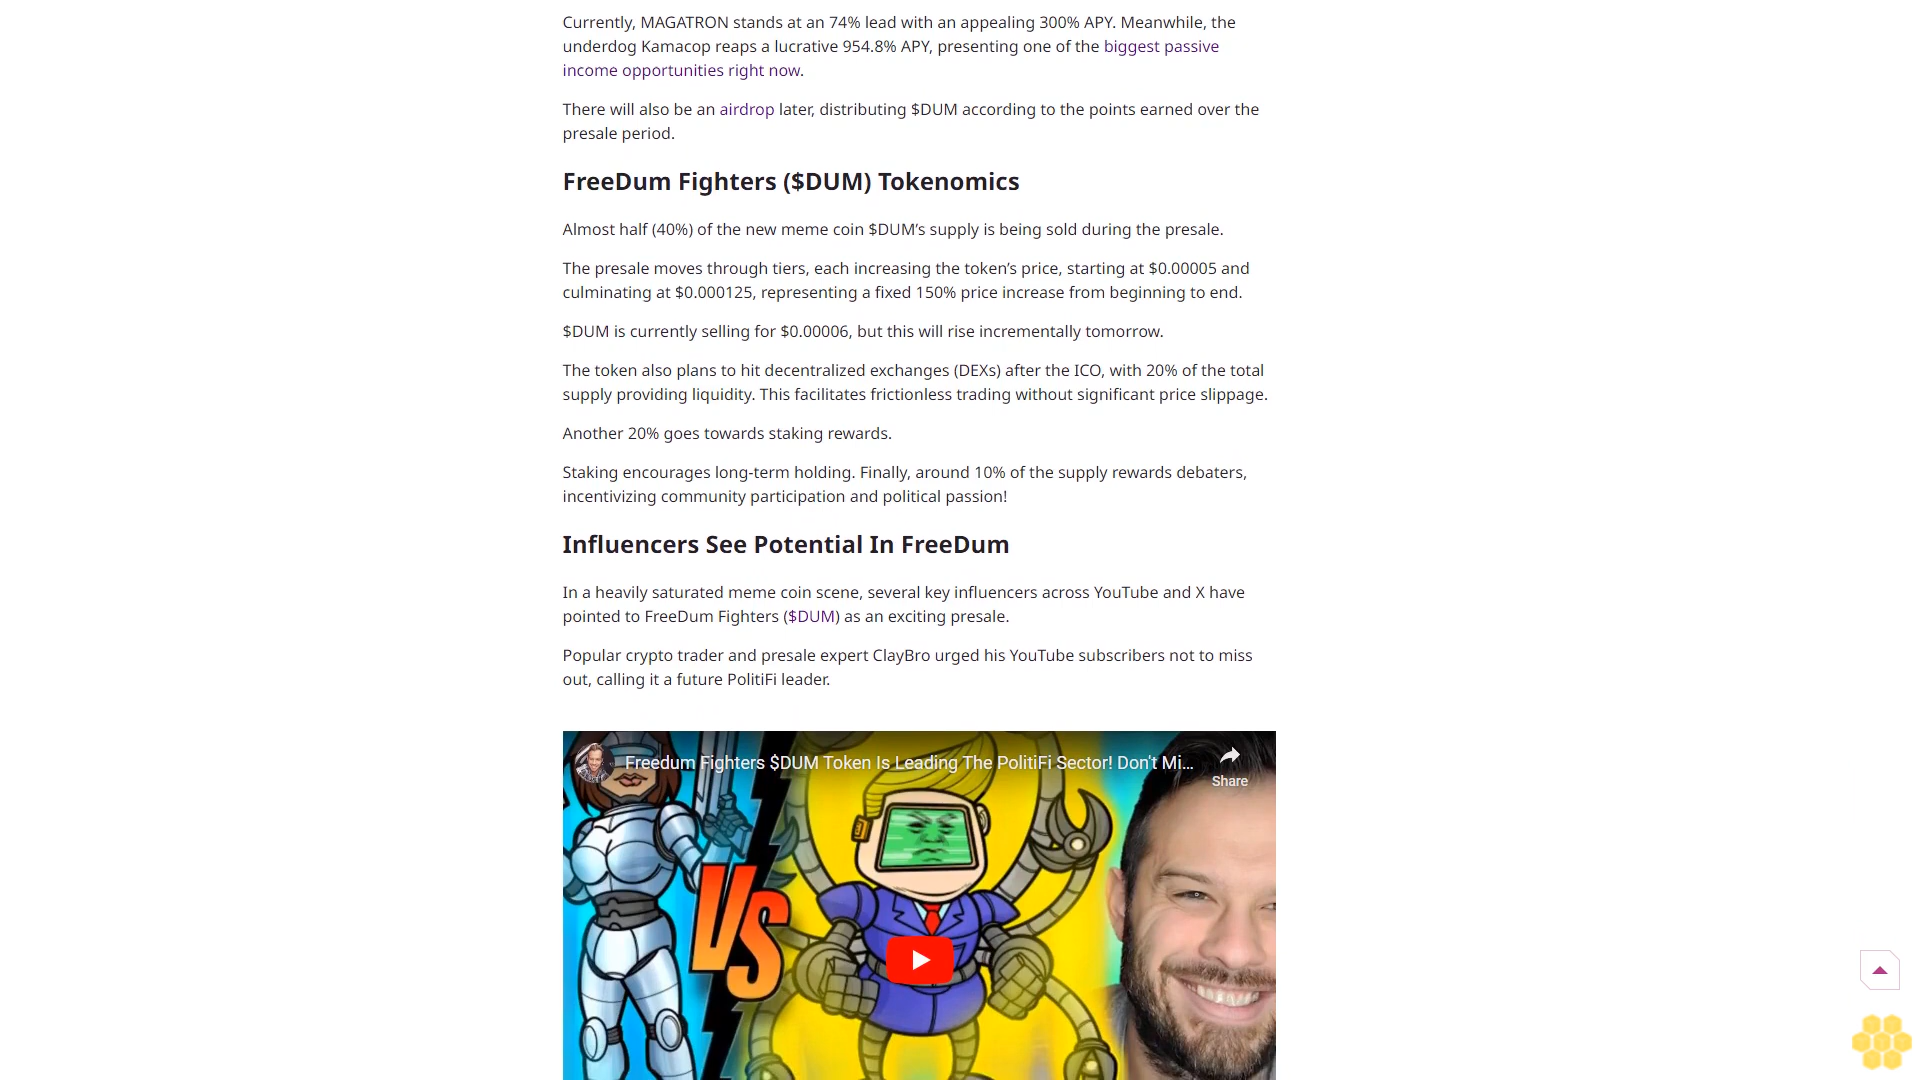 Currently, MAGATRON stands at an 74% lead with an appealing 300% APY. Meanwhile, the
underdog Kamacop reaps a lucrative 954.8% APY, presenting one of the biggest passive
income opportunities right now.
There will also be an airdrop later, distributing $DUM according to the points earned over the
presale period.
FreeDum Fighters ($DUM) Tokenomics
Almost half (40%) of the new meme coin $DUM’s supply is being sold during the presale.
The presale moves through tiers, each increasing the token’s price, starting at $0.00005 and
culminating at $0.000125, representing a fixed 150% price increase from beginning to end.
$DUM is currently selling for $0.00006, but this will rise incrementally tomorrow.
The token also plans to hit decentralized exchanges (DEXs) after the ICO, with 20% of the total
supply providing liquidity. This facilitates frictionless trading without significant price slippage.
Another 20% goes towards staking rewards.
Staking encourages long-term holding. Finally, around 10% of the supply rewards debaters,
incentivizing community participation and political passion!
Influencers See Potential In FreeDum
In a heavily saturated meme coin scene, several key influencers across YouTube and X have
pointed to FreeDum Fighters ($DUM) as an exciting presale.
Popular crypto trader and presale expert ClayBro urged his YouTube subscribers not to miss
out, calling it a future PolitiFi leader.
Freedum Fighters $DUM Token Is Leading The PolitiFi Sector! Don't Mi...
Share
VS